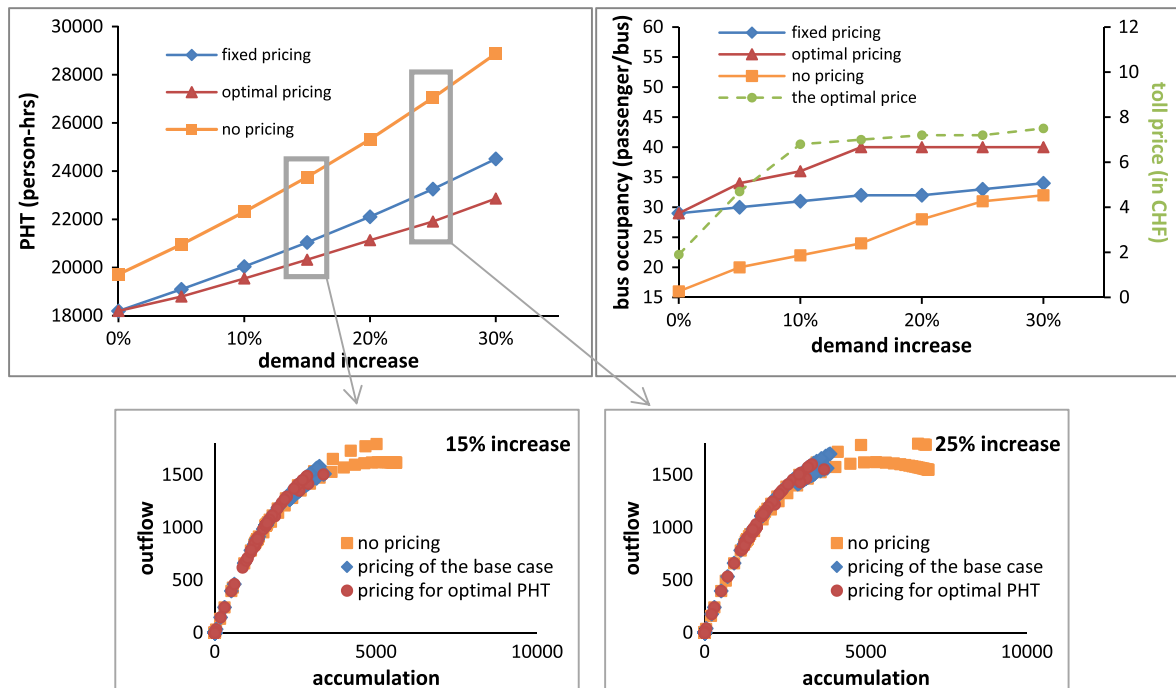 PHT (person-hrs)
30000
28000
26000
24000
22000
20000
18000
fixed pricing
optimal pricing
no pricing
0%
10%
20%
30%
demand increase
bus occupancy (passenger/bus)
60
55
50
45
40
35
30
25
20
15
fixed pricing
optimal pricing
no pricing
the optimal price
12
10
8
6
4
2
0
toll price (in CHF)
0%
10%
20%
30%
demand increase
15% increase
outflow
1500
1000
500
0
no pricing
pricing of the base case
pricing for optimal PHT
0
5000
10000
accumulation
25% increase
outflow
1500
1000
500
0
no pricing
pricing of the base case
pricing for optimal PHT
0
5000
10000
accumulation